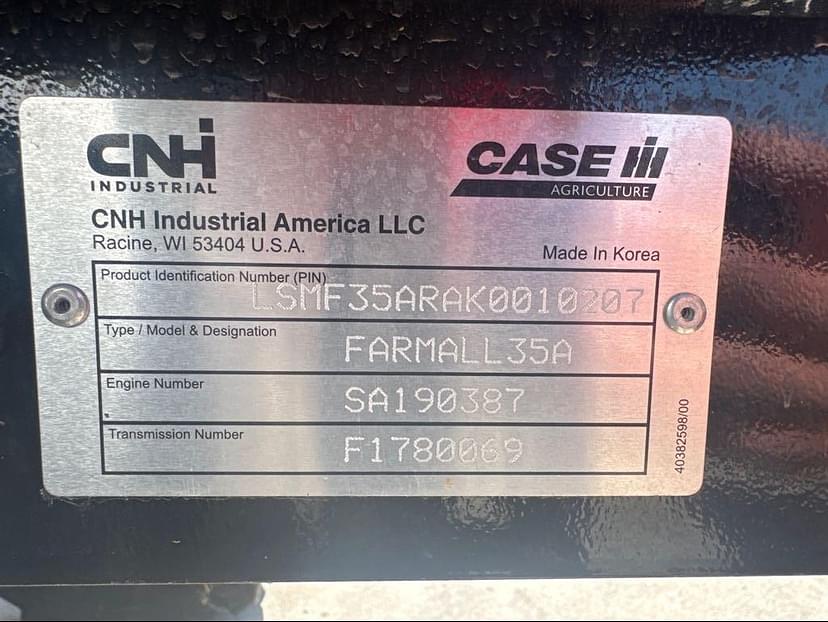 CNH
INDUSTRIAL
CASE IH
AGRICULTURE
CNH Industrial America LLC
Racine, WI 53404 U.S.A.
Made In Korea
Product Identification Number (PIN)
LSMF35ARAK0010207
Type / Model & Designation
FARMALL35A
Engine Number
SA190387
Transmission Number
F1780069
40382598/00